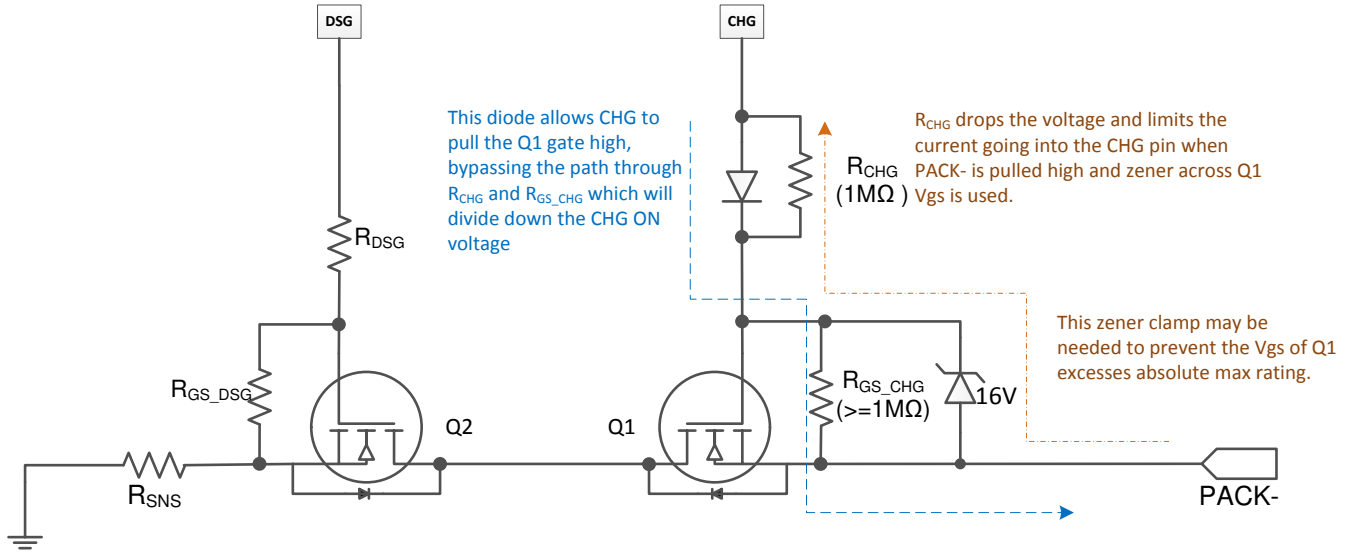 DSG
CHG
This diode allows CHG to
pull the Q1 gate high,
bypassing the path through
RCHG and RGS_CHG which will
divide down the CHG ON
voltage
RCHG
(1MΩ )
RCHG drops the voltage and limits the
current going into the CHG pin when
PACK- is pulled high and zener across Q1
Vgs is used.
RDSG
This zener clamp may be
needed to prevent the Vgs of Q1
excesses absolute max rating.
RGS_DSG
RGS_CHG
(>=1MΩ)
16V
Q2
Q1
RSNS
PACK-